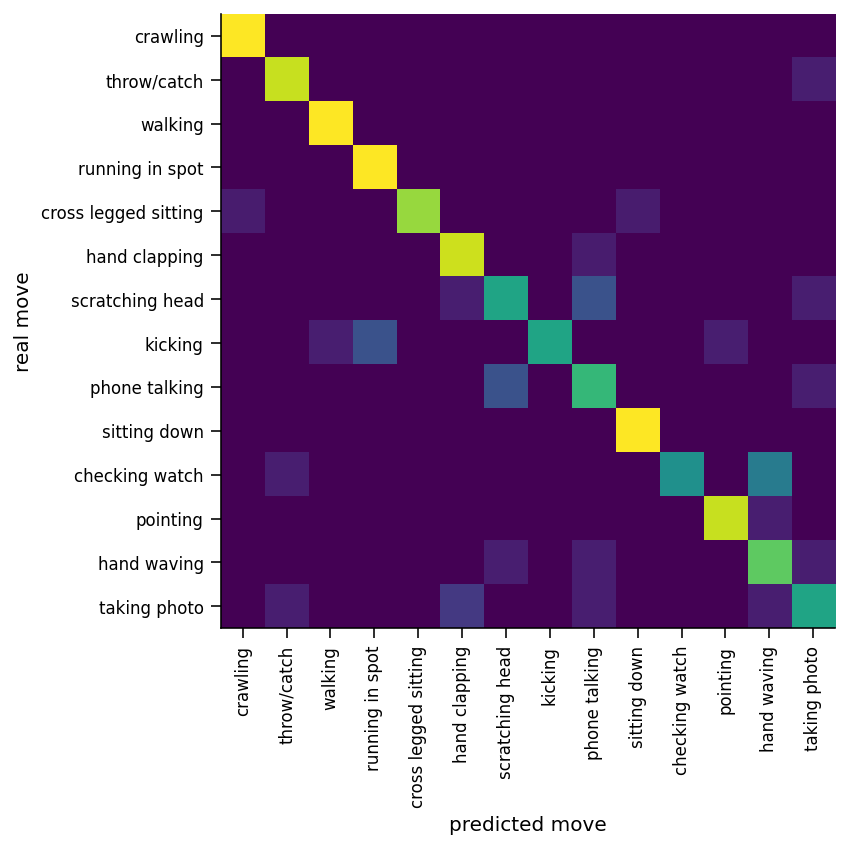 real move
crawling
throw/catch
walking
running in spot
cross legged sitting
hand clapping
scratching head
kicking
phone talking
sitting down
checking watch
pointing
hand waving
taking photo
crawling
throw/catch
walking
running in spot
cross legged sitting
hand clapping
scratching head
kicking
phone talking
sitting down
checking watch
pointing
hand waving
taking photo
predicted move